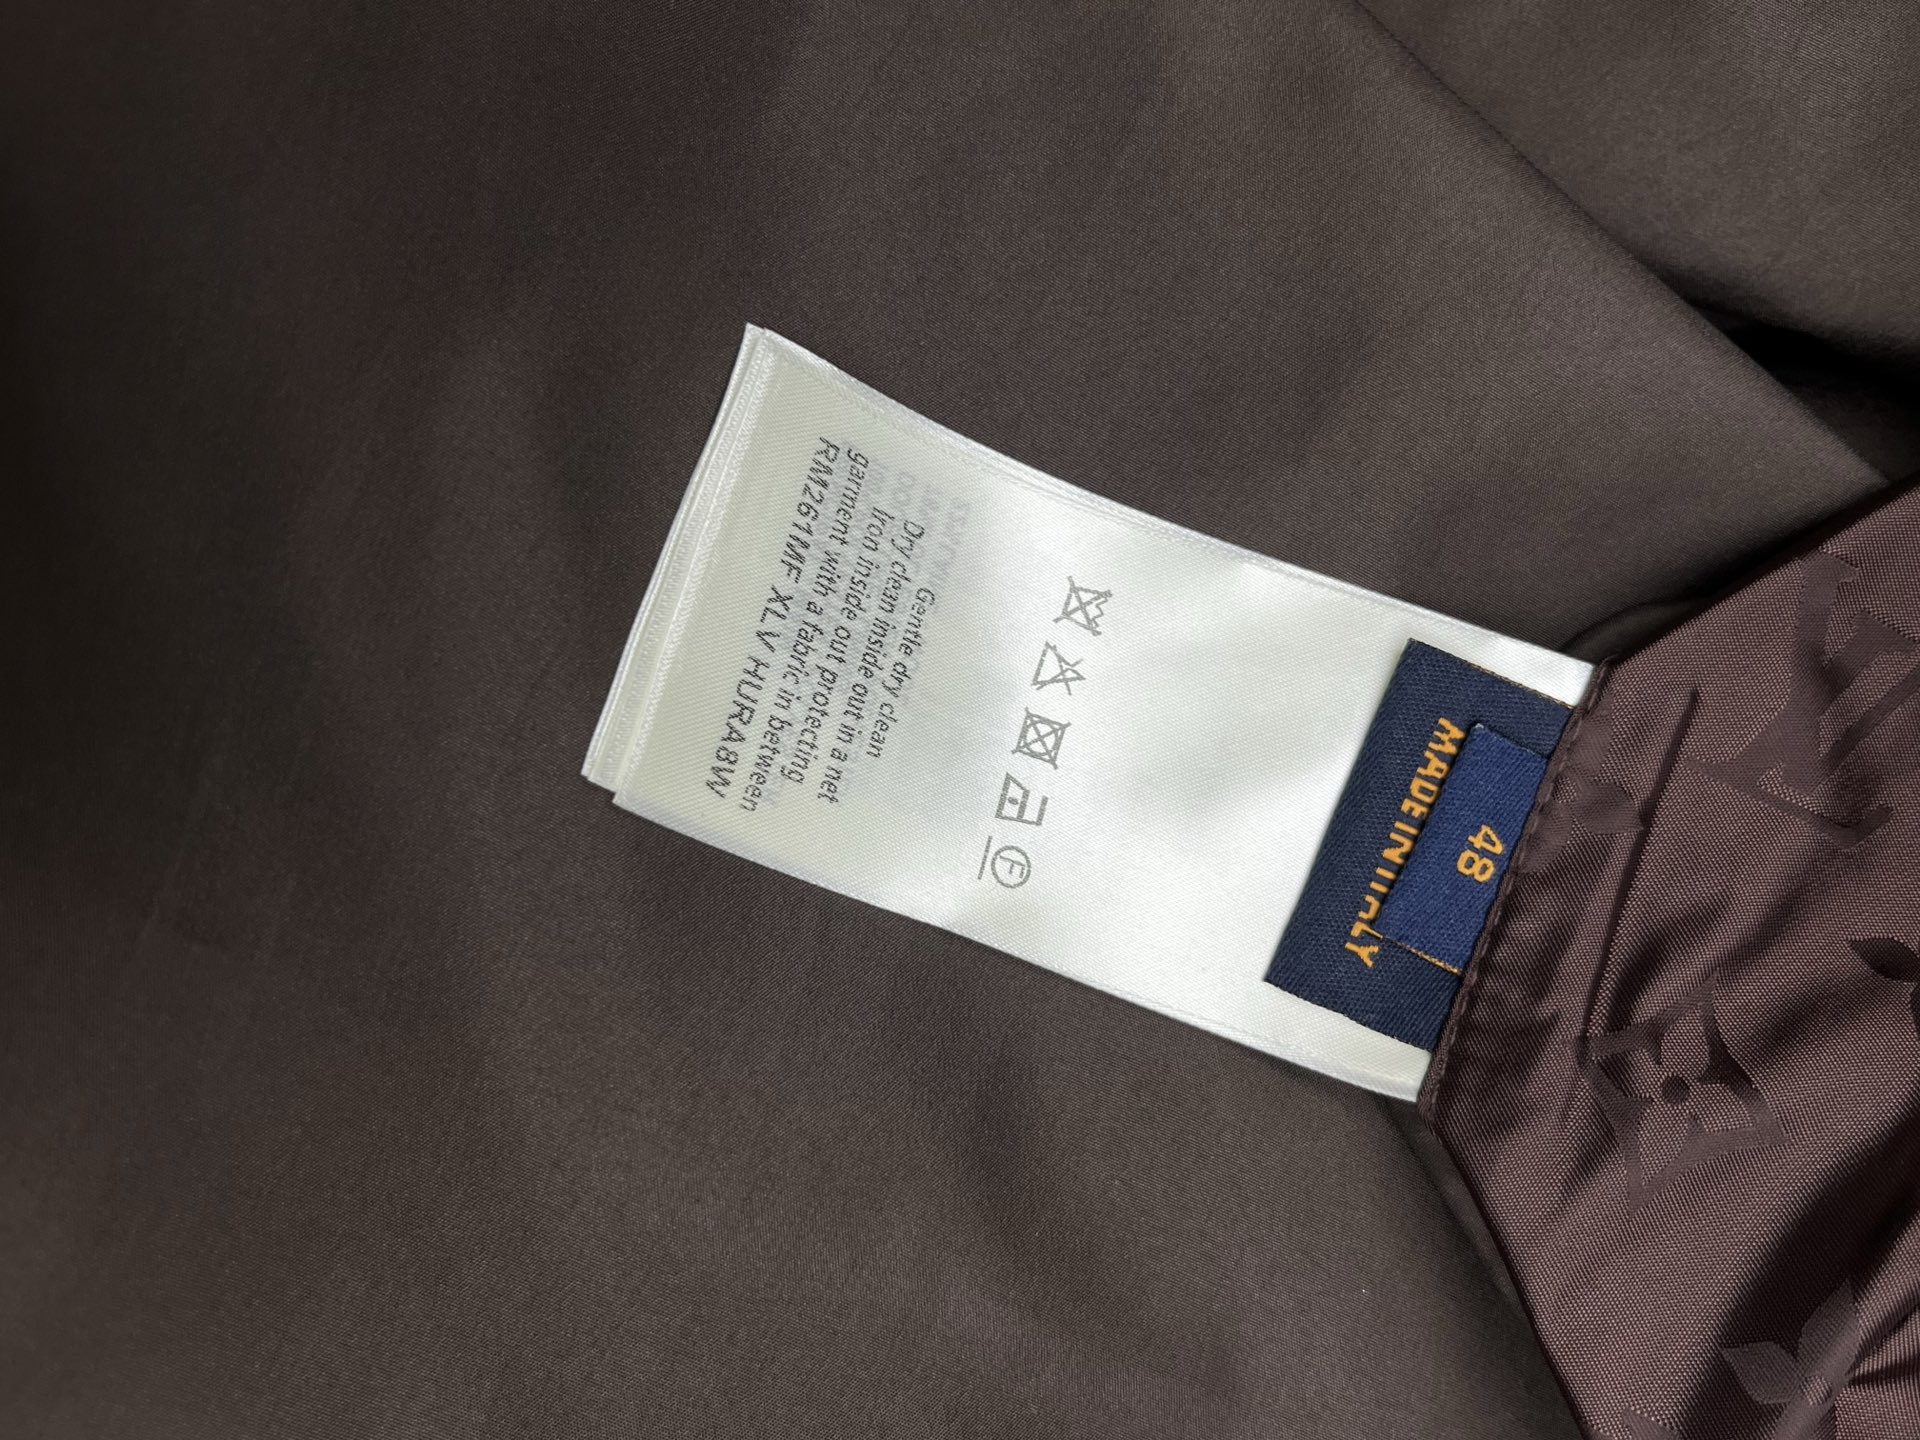 MADE IN ITALY
48
F
Gentle dry clean
Dry clean inside out in a net
Iron inside out protecting
garment with a fabric in between
RM261MF XLV HURA8W